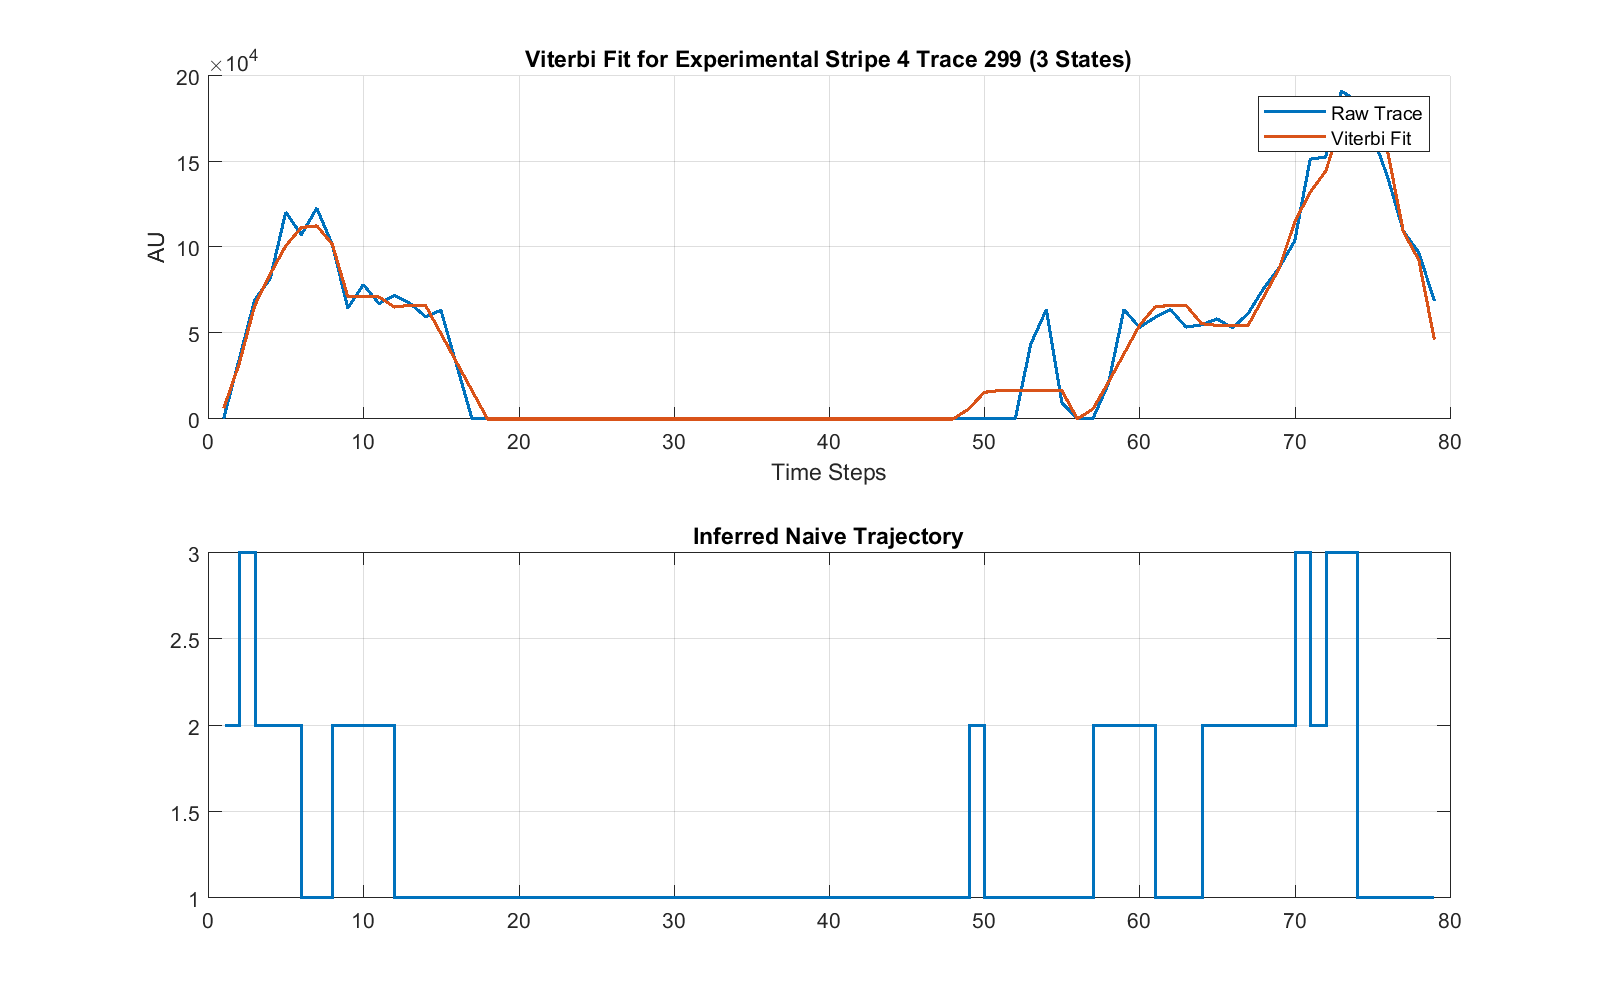 Viterbi Fit for Experimental Stripe 4 Trace 299 (3 States)
×10⁴
20
15
10
5
0
AU
Raw Trace
Viterbi Fit
0 10 20 30 40 50 60 70 80
Time Steps
Inferred Naive Trajectory
3
2.5
2
1.5
1
0 10 20 30 40 50 60 70 80